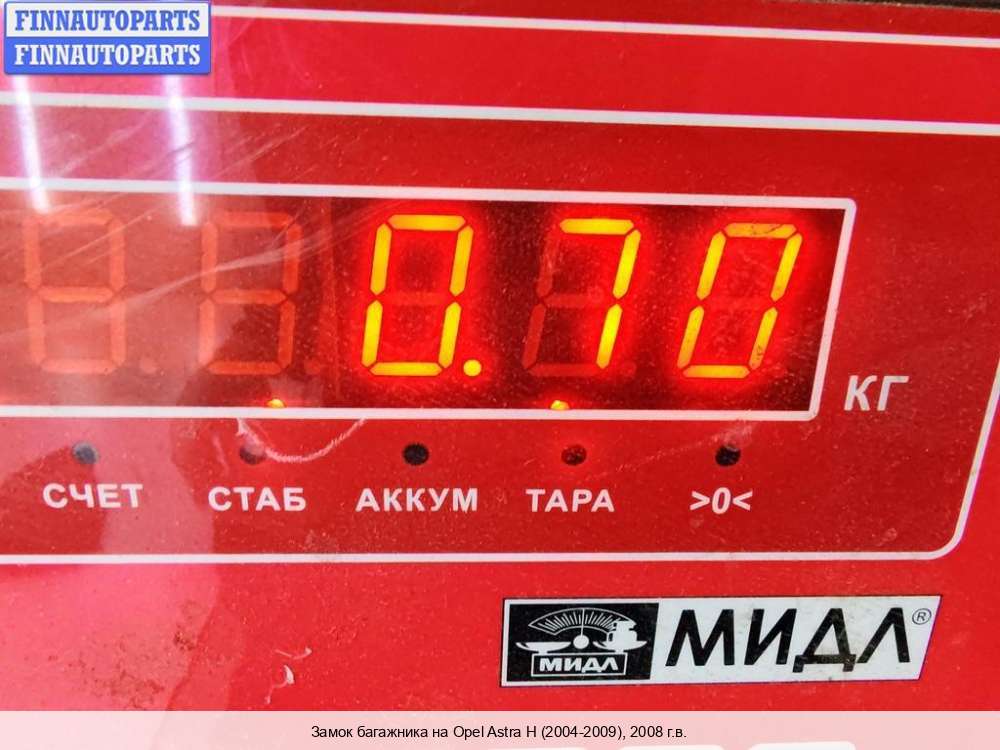 FINNAUTOPARTS
FINNAUTOPARTS
0.70
КГ
СЧЕТ СТАБ АККУМ ТАРА >0<
МИДЛ МИДЛ®
Замок багажника на Opel Astra H (2004-2009), 2008 г.в.